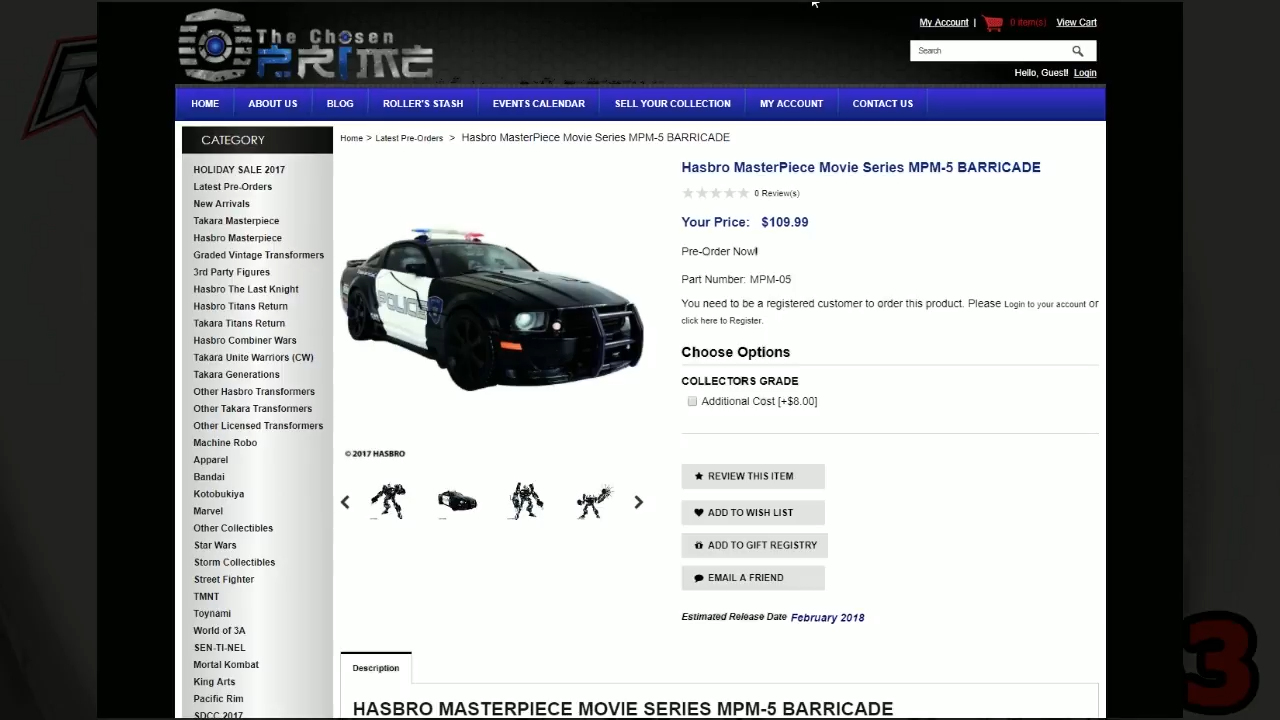 The Chosen
PRIME
My Account | 0 item(s) View Cart
Search
Hello, Guest! Login
HOME ABOUT US BLOG ROLLER'S STASH EVENTS CALENDAR SELL YOUR COLLECTION MY ACCOUNT CONTACT US
CATEGORY
HOLIDAY SALE 2017
Latest Pre-Orders
New Arrivals
Takara Masterpiece
Hasbro Masterpiece
Graded Vintage Transformers
3rd Party Figures
Hasbro The Last Knight
Hasbro Titans Return
Takara Titans Return
Hasbro Combiner Wars
Takara Unite Warriors (CW)
Takara Generations
Other Hasbro Transformers
Other Takara Transformers
Other Licensed Transformers
Machine Robo
Apparel
Bandai
Kotobukiya
Marvel
Other Collectibles
Star Wars
Storm Collectibles
Street Fighter
TMNT
Toynami
World of 3A
SEN-TI-NEL
Mortal Kombat
King Arts
Pacific Rim
SDCC 2017
Home > Latest Pre-Orders > Hasbro MasterPiece Movie Series MPM-5 BARRICADE
POLICE
© 2017 HASBRO
Hasbro MasterPiece Movie Series MPM-5 BARRICADE
0 Review(s)
Your Price: $109.99
Pre-Order Now!
Part Number: MPM-05
You need to be a registered customer to order this product. Please Login to your account or
click here to Register.
Choose Options
COLLECTORS GRADE
Additional Cost [+$8.00]
REVIEW THIS ITEM
ADD TO WISH LIST
ADD TO GIFT REGISTRY
EMAIL A FRIEND
Estimated Release Date February 2018
Description
HASBRO MASTERPIECE MOVIE SERIES MPM-5 BARRICADE
3